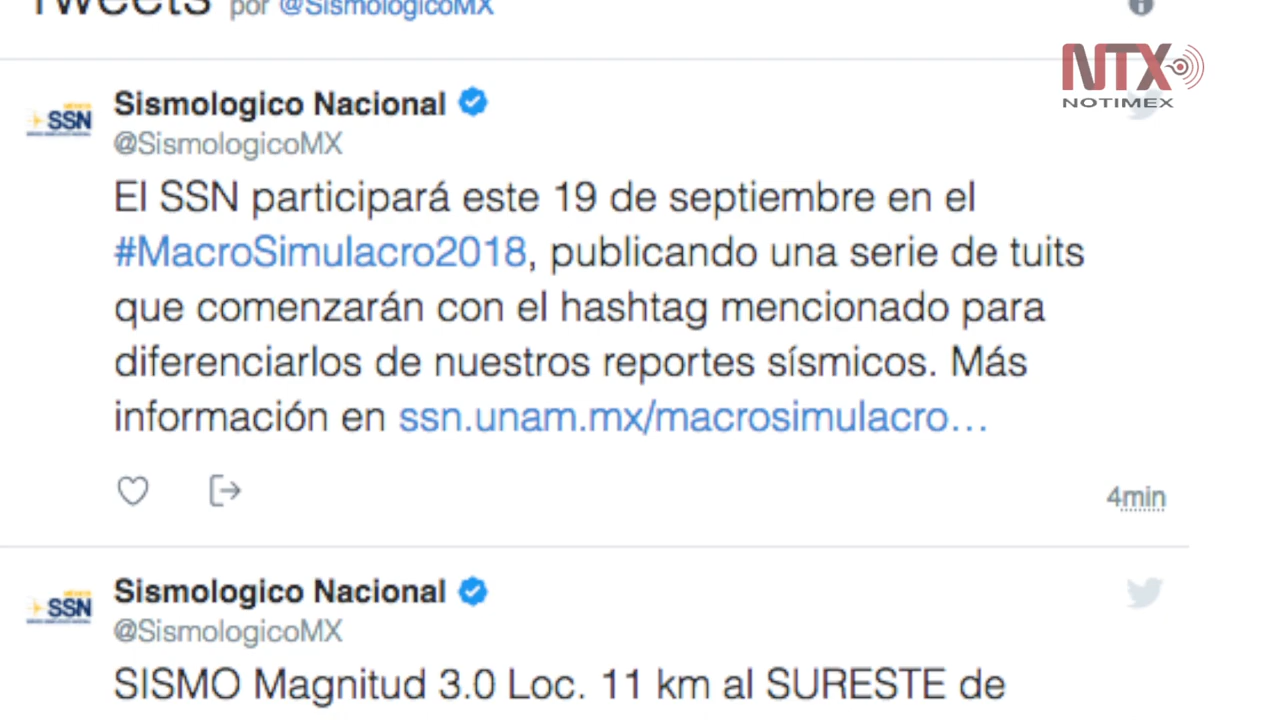 Tweets por @SismologicoMX
NTX
NOTIMEX
SSN
Sismologico Nacional
@SismologicoMX
El SSN participará este 19 de septiembre en el
#MacroSimulacro2018, publicando una serie de tuits
que comenzarán con el hashtag mencionado para
diferenciarlos de nuestros reportes sísmicos. Más
información en ssn.unam.mx/macrosimulacro…
4min
SSN
Sismologico Nacional
@SismologicoMX
SISMO Magnitud 3.0 Loc. 11 km al SURESTE de